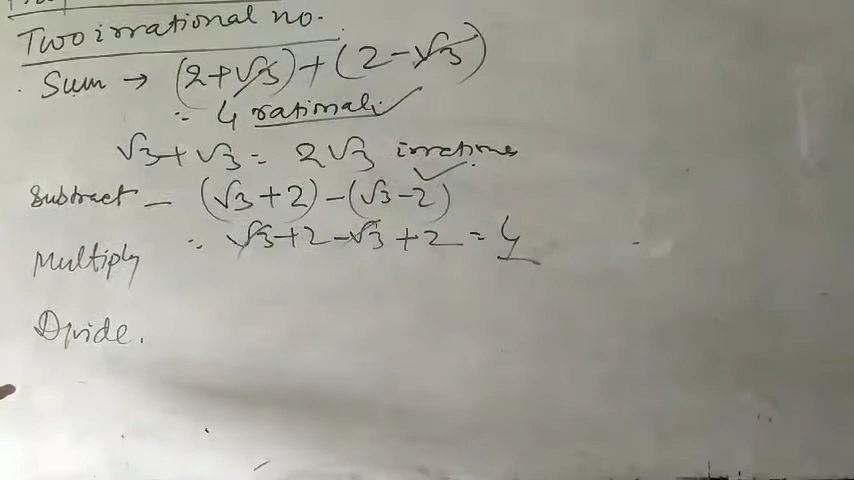 Two irrational no.
Sum → (2+√3)+(2-√3)
∴ 4 rational. ✓
√3+√3 = 2√3 irrational
Subtract - (√3+2)-(√3-2)
∴ √3+2-√3+2 = 4
Multiply
Divide.